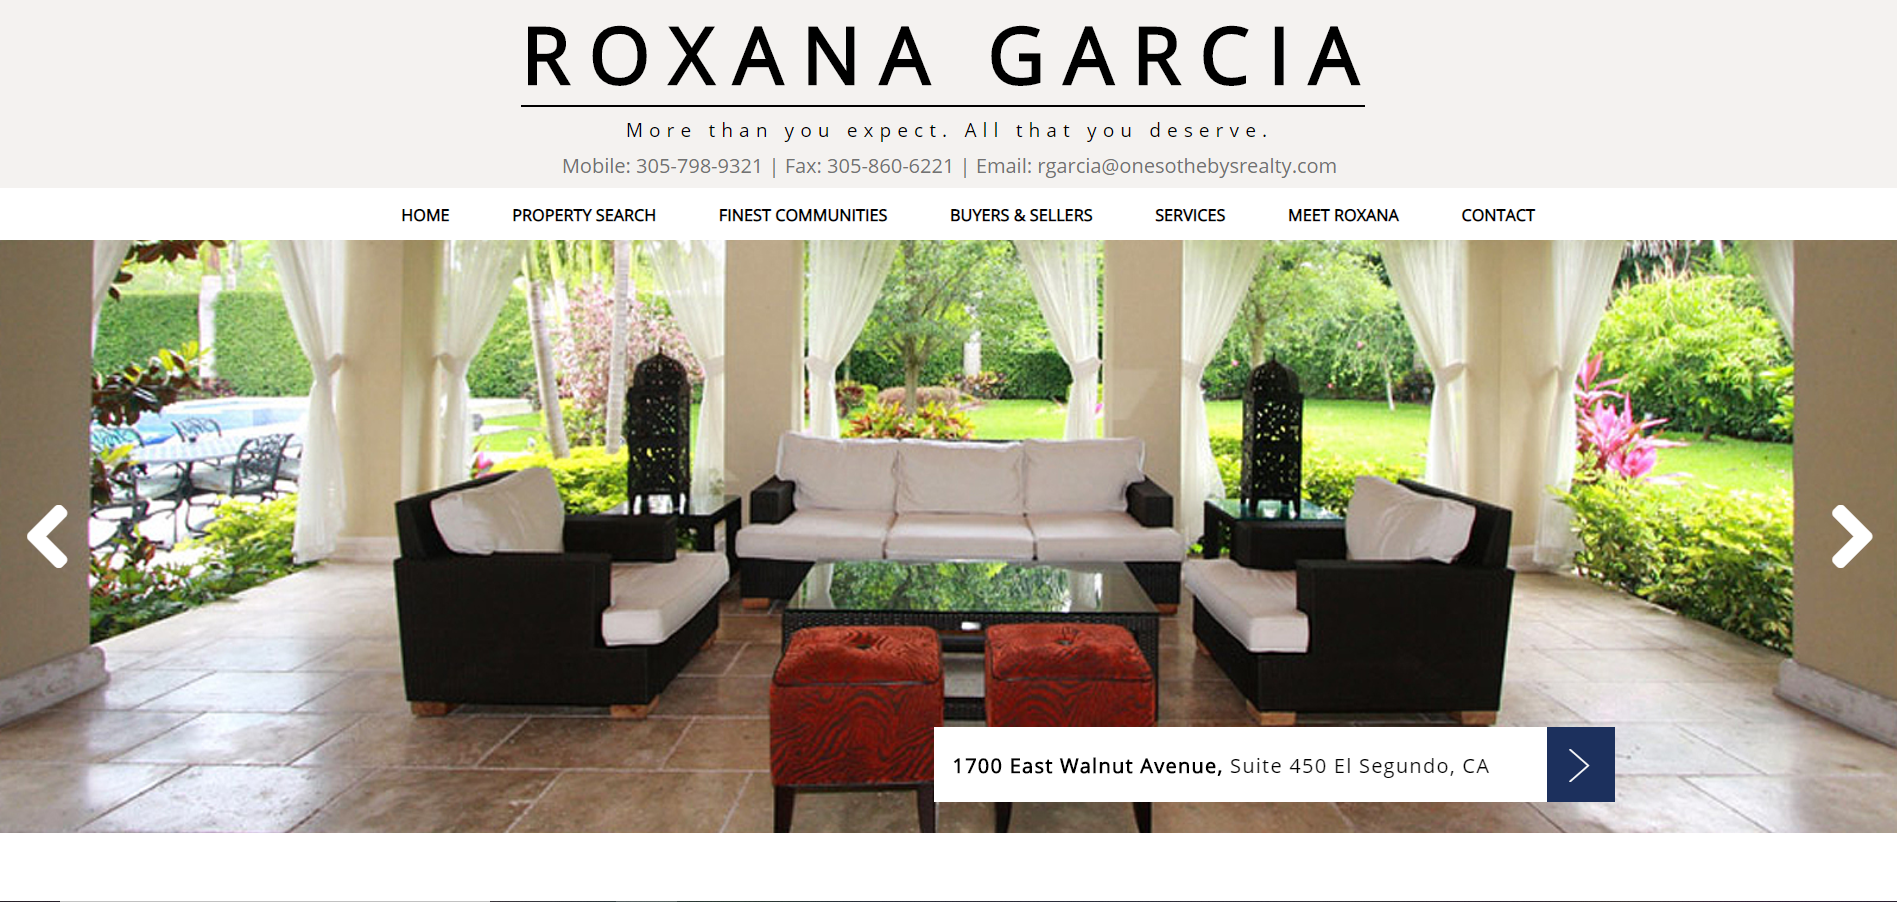 ROXANA GARCIA
More than you expect. All that you deserve.
Mobile: 305-798-9321 | Fax: 305-860-6221 | Email: rgarcia@onesothebysrealty.com
HOME PROPERTY SEARCH FINEST COMMUNITIES BUYERS & SELLERS SERVICES MEET ROXANA CONTACT
1700 East Walnut Avenue, Suite 450 El Segundo, CA